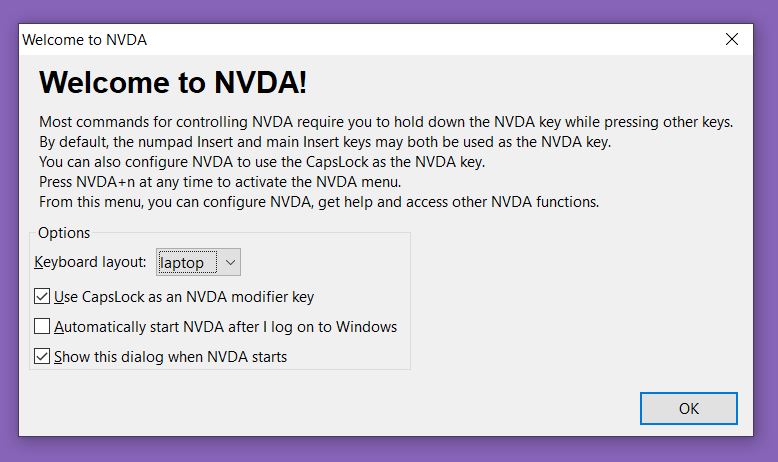 Welcome to NVDA
Welcome to NVDA!
Most commands for controlling NVDA require you to hold down the NVDA key while pressing other keys.
By default, the numpad Insert and main Insert keys may both be used as the NVDA key.
You can also configure NVDA to use the CapsLock as the NVDA key.
Press NVDA+n at any time to activate the NVDA menu.
From this menu, you can configure NVDA, get help and access other NVDA functions.
Options
Keyboard layout: laptop
Use CapsLock as an NVDA modifier key
Automatically start NVDA after I log on to Windows
Show this dialog when NVDA starts
OK